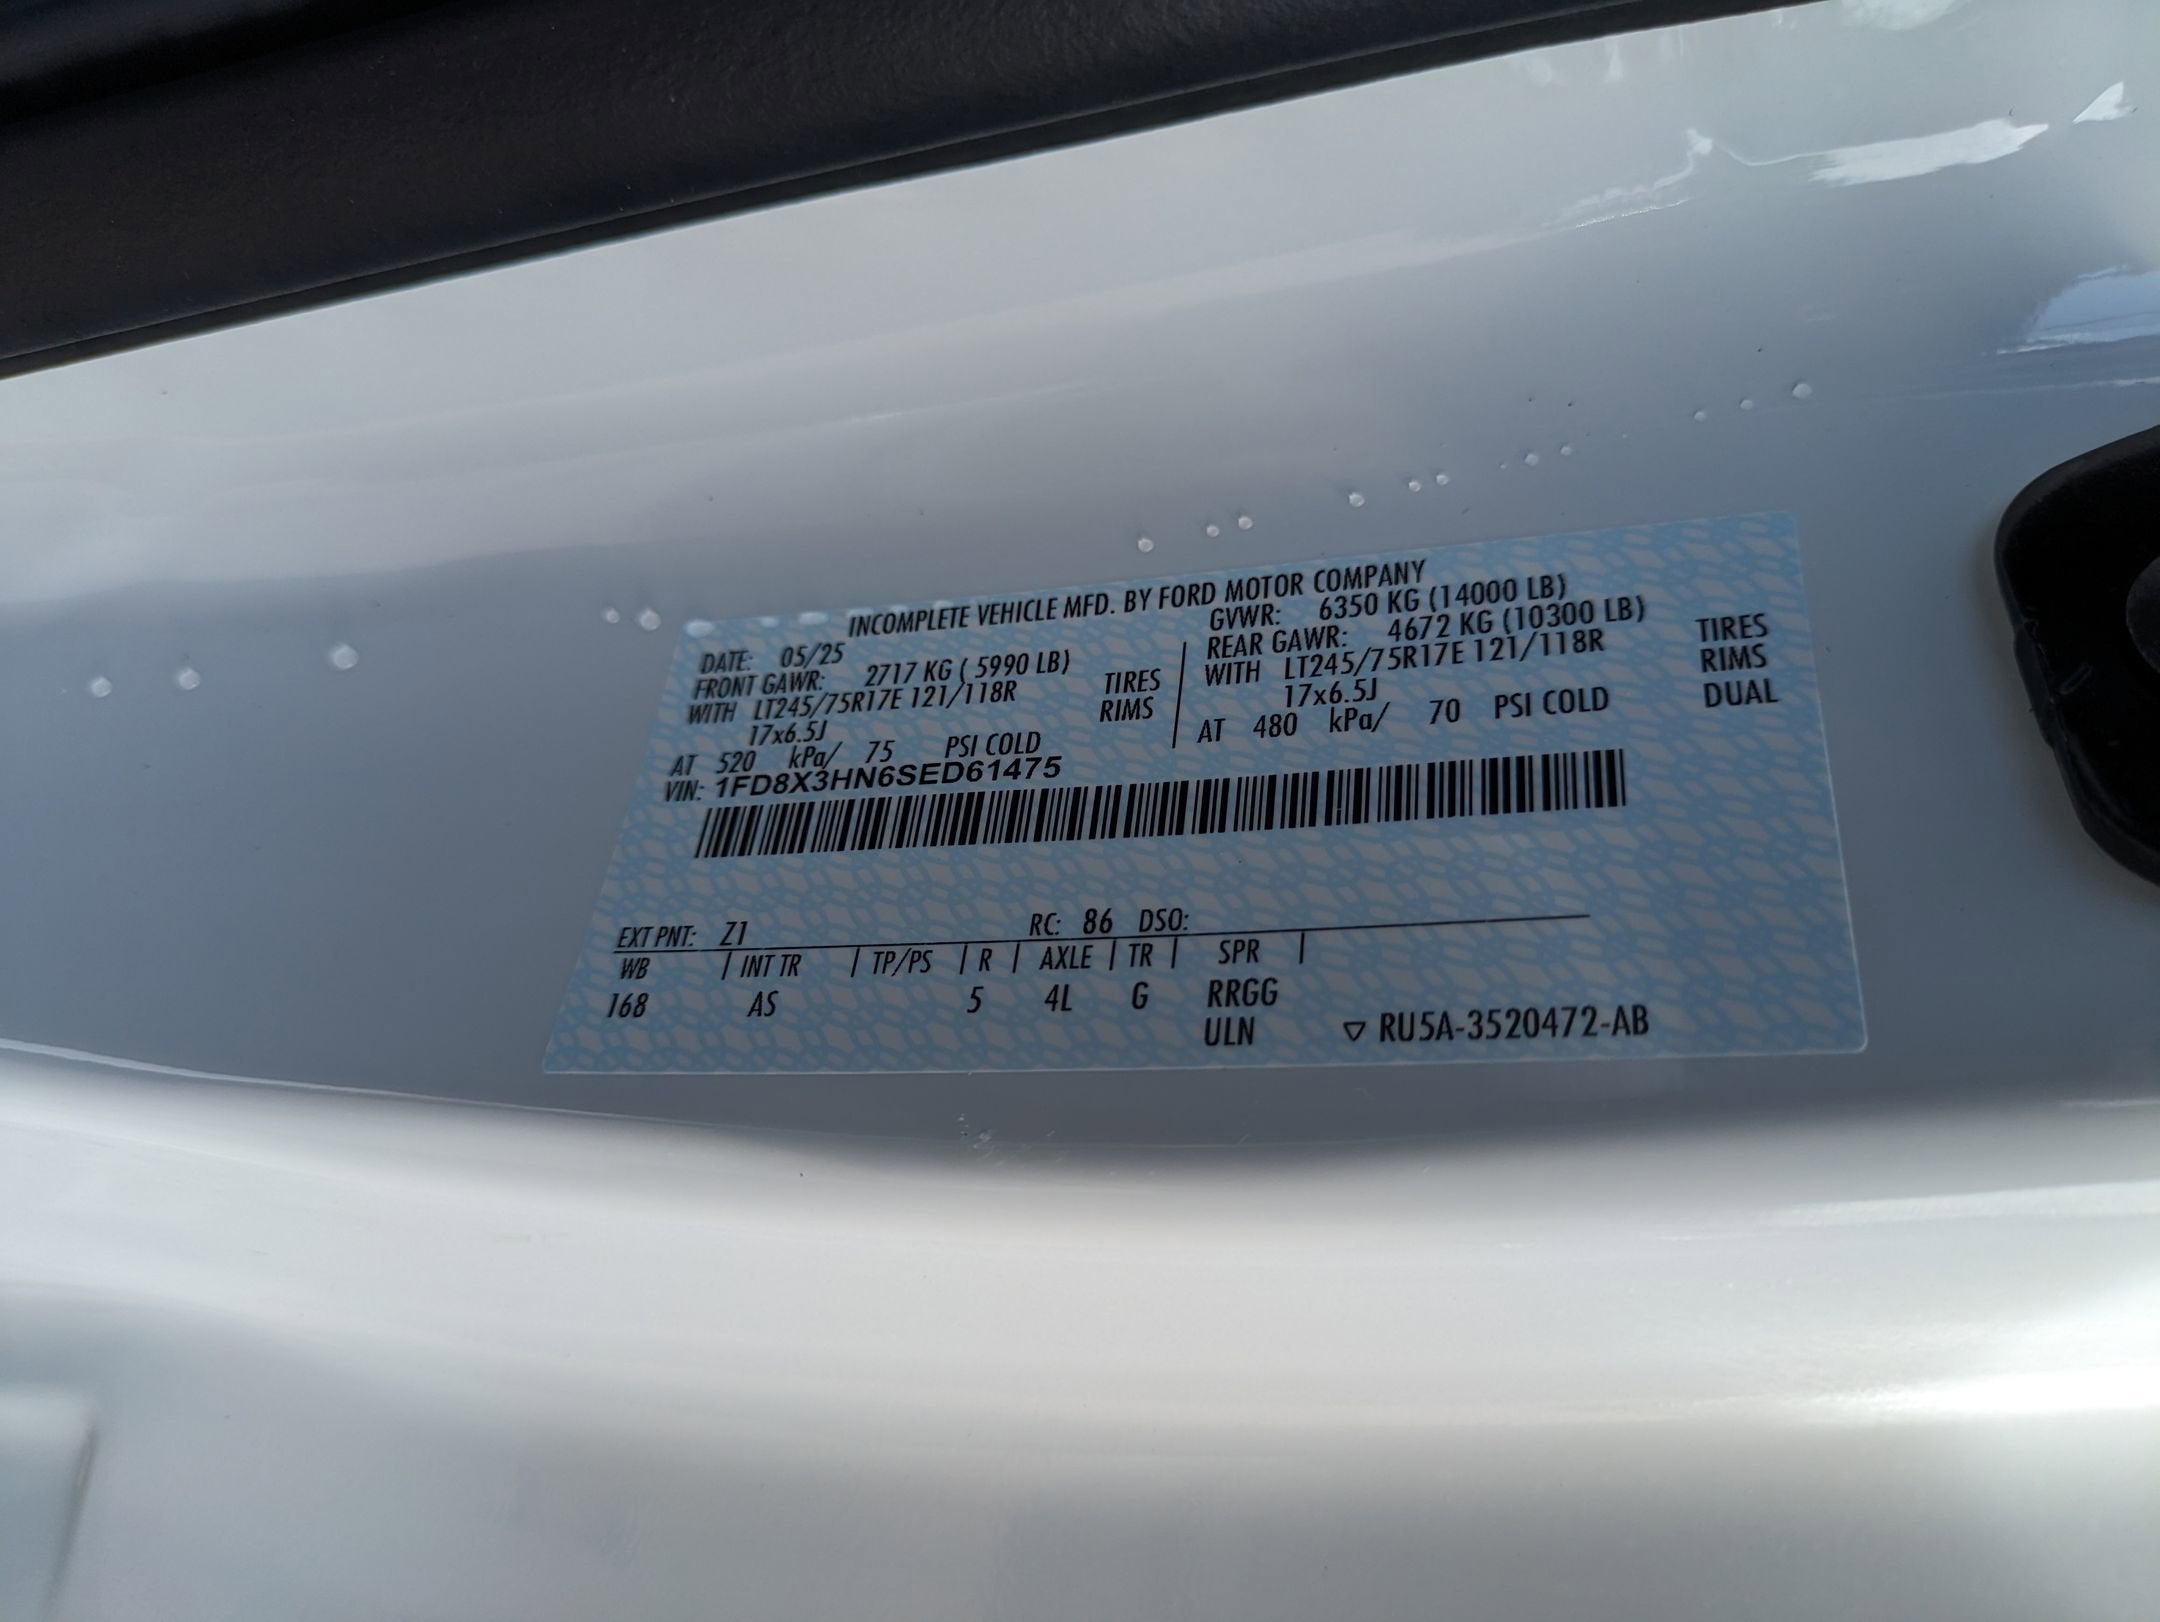 INCOMPLETE VEHICLE MFD. BY FORD MOTOR COMPANY
DATE: 05/25 GVWR: 6350 KG (14000 LB)
FRONT GAWR: 2717 KG ( 5990 LB) REAR GAWR: 4672 KG (10300 LB)
WITH LT245/75R17E 121/118R TIRES WITH LT245/75R17E 121/118R TIRES
17x6.5J RIMS 17x6.5J RIMS
AT 520 kPa/ 75 PSI COLD AT 480 kPa/ 70 PSI COLD DUAL
VIN: 1FD8X3HN6SED61475
EXT PNT: Z1 RC: 86 DSO:
WB | INT TR | TP/PS | R | AXLE | TR | SPR |
168 AS 5 4L G RRGG
ULN ▽ RU5A-3520472-AB